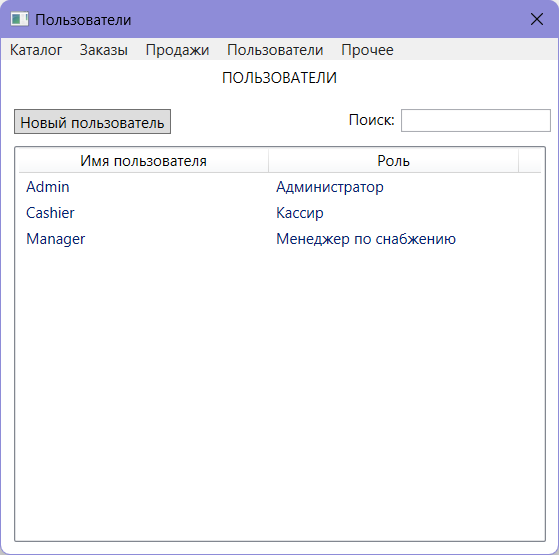 Пользователи
Каталог Заказы Продажи Пользователи Прочее
ПОЛЬЗОВАТЕЛИ
Новый пользователь Поиск:
Имя пользователя Роль
Admin Администратор
Cashier Кассир
Manager Менеджер по снабжению